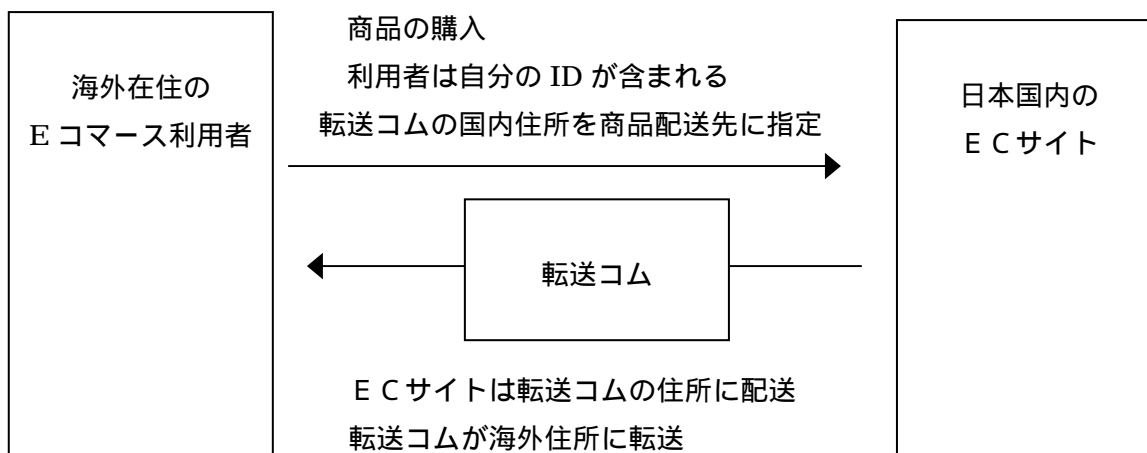 海外在住の
E コマース利用者
商品の購入
利用者は自分の ID が含まれる
転送コムの国内住所を商品配送先に指定
日本国内の
ＥＣサイト
転送コム
ＥＣサイトは転送コムの住所に配送
転送コムが海外住所に転送